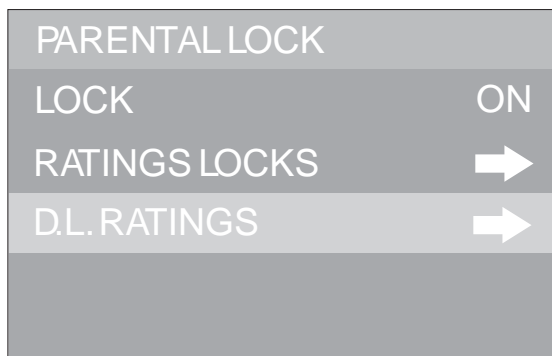 PARENTAL LOCK
LOCK ON
RATINGS LOCKS
D.L. RATINGS